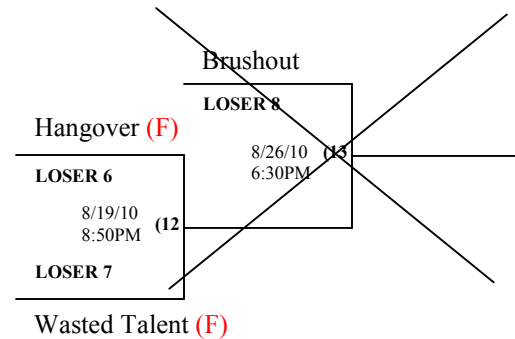 Brushout
LOSER 8
8/26/10 (13
6:30PM
Hangover (F)
LOSER 6
8/19/10 (12
8:50PM
LOSER 7
Wasted Talent (F)